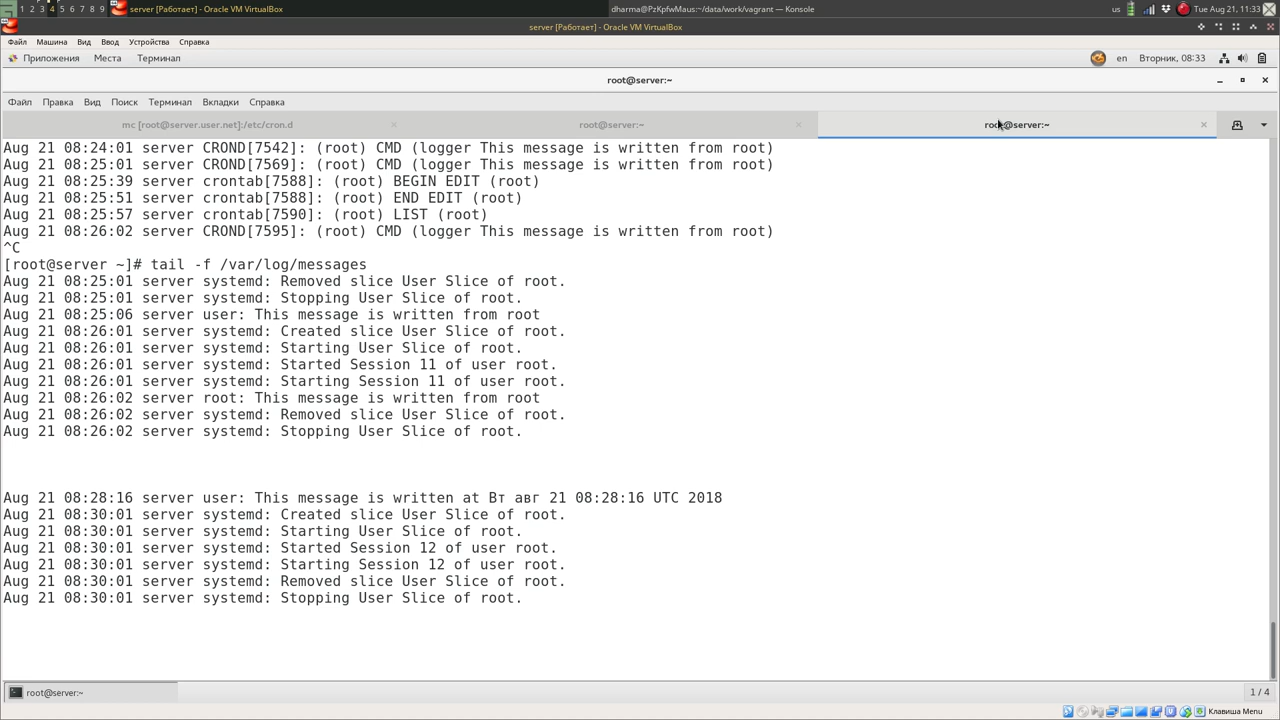 1 2 3 4 5 6 7 8 9 server [Работает] - Oracle VM VirtualBox dharma@PzKpfwMaus:~/data/work/vagrant — Konsole us Tue Aug 21, 11:33
server [Работает] - Oracle VM VirtualBox
Файл Машина Вид Ввод Устройства Справка
Приложения Места Терминал en Вторник, 08:33
root@server:~
Файл Правка Вид Поиск Терминал Вкладки Справка
mc [root@server.user.net]:/etc/cron.d × root@server:~ × root@server:~ ×
Aug 21 08:24:01 server CROND[7542]: (root) CMD (logger This message is written from root)
Aug 21 08:25:01 server CROND[7569]: (root) CMD (logger This message is written from root)
Aug 21 08:25:39 server crontab[7588]: (root) BEGIN EDIT (root)
Aug 21 08:25:51 server crontab[7588]: (root) END EDIT (root)
Aug 21 08:25:57 server crontab[7590]: (root) LIST (root)
Aug 21 08:26:02 server CROND[7595]: (root) CMD (logger This message is written from root)
^C
[root@server ~]# tail -f /var/log/messages
Aug 21 08:25:01 server systemd: Removed slice User Slice of root.
Aug 21 08:25:01 server systemd: Stopping User Slice of root.
Aug 21 08:25:06 server user: This message is written from root
Aug 21 08:26:01 server systemd: Created slice User Slice of root.
Aug 21 08:26:01 server systemd: Starting User Slice of root.
Aug 21 08:26:01 server systemd: Started Session 11 of user root.
Aug 21 08:26:01 server systemd: Starting Session 11 of user root.
Aug 21 08:26:02 server root: This message is written from root
Aug 21 08:26:02 server systemd: Removed slice User Slice of root.
Aug 21 08:26:02 server systemd: Stopping User Slice of root.
Aug 21 08:28:16 server user: This message is written at Вт авг 21 08:28:16 UTC 2018
Aug 21 08:30:01 server systemd: Created slice User Slice of root.
Aug 21 08:30:01 server systemd: Starting User Slice of root.
Aug 21 08:30:01 server systemd: Started Session 12 of user root.
Aug 21 08:30:01 server systemd: Starting Session 12 of user root.
Aug 21 08:30:01 server systemd: Removed slice User Slice of root.
Aug 21 08:30:01 server systemd: Stopping User Slice of root.
root@server:~ 1 / 4
Клавиша Menu